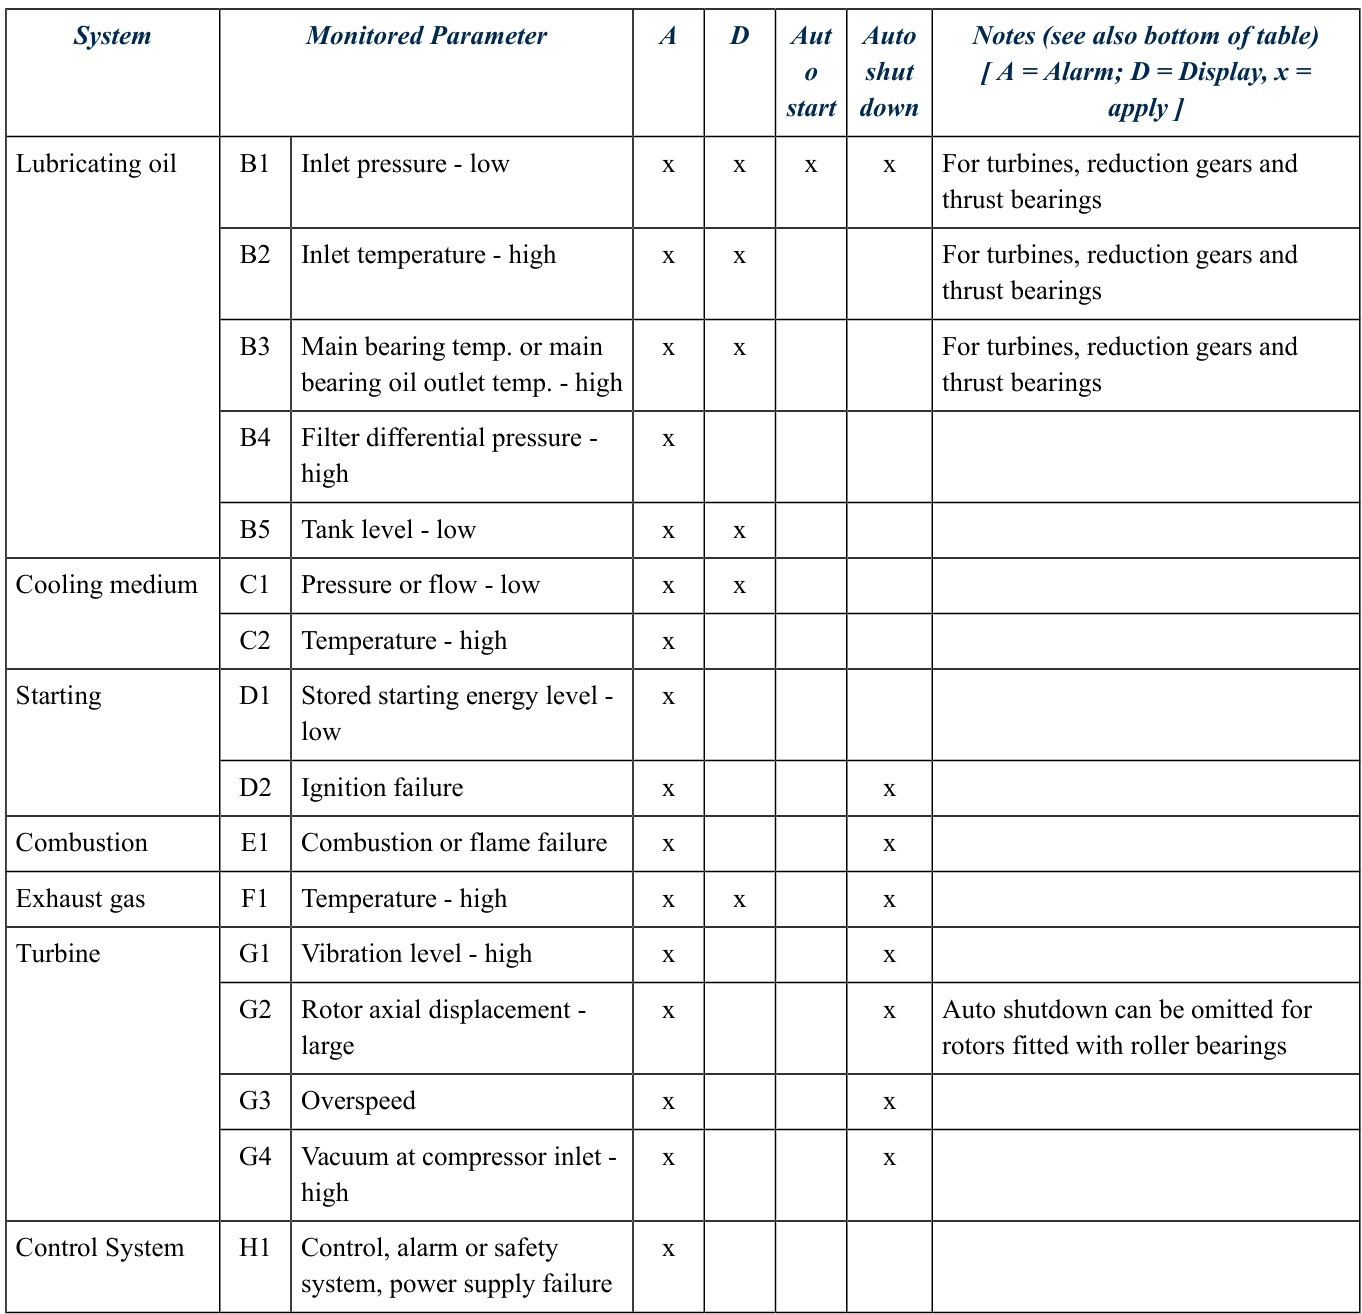 System Monitored Parameter A D Aut Auto Notes (see also bottom of table)
o shut [ A = Alarm; D = Display, x =
start down apply ]
Lubricating oil B1 Inlet pressure - low x x x x For turbines, reduction gears and
thrust bearings
B2 Inlet temperature - high x x For turbines, reduction gears and
thrust bearings
B3 Main bearing temp. or main x x For turbines, reduction gears and
bearing oil outlet temp. - high thrust bearings
B4 Filter differential pressure - x
high
B5 Tank level - low x x
Cooling medium C1 Pressure or flow - low x x
C2 Temperature - high x
Starting D1 Stored starting energy level - x
low
D2 Ignition failure x x
Combustion E1 Combustion or flame failure x x
Exhaust gas F1 Temperature - high x x x
Turbine G1 Vibration level - high x x
G2 Rotor axial displacement - x x Auto shutdown can be omitted for
large rotors fitted with roller bearings
G3 Overspeed x x
G4 Vacuum at compressor inlet - x x
high
Control System H1 Control, alarm or safety x
system, power supply failure